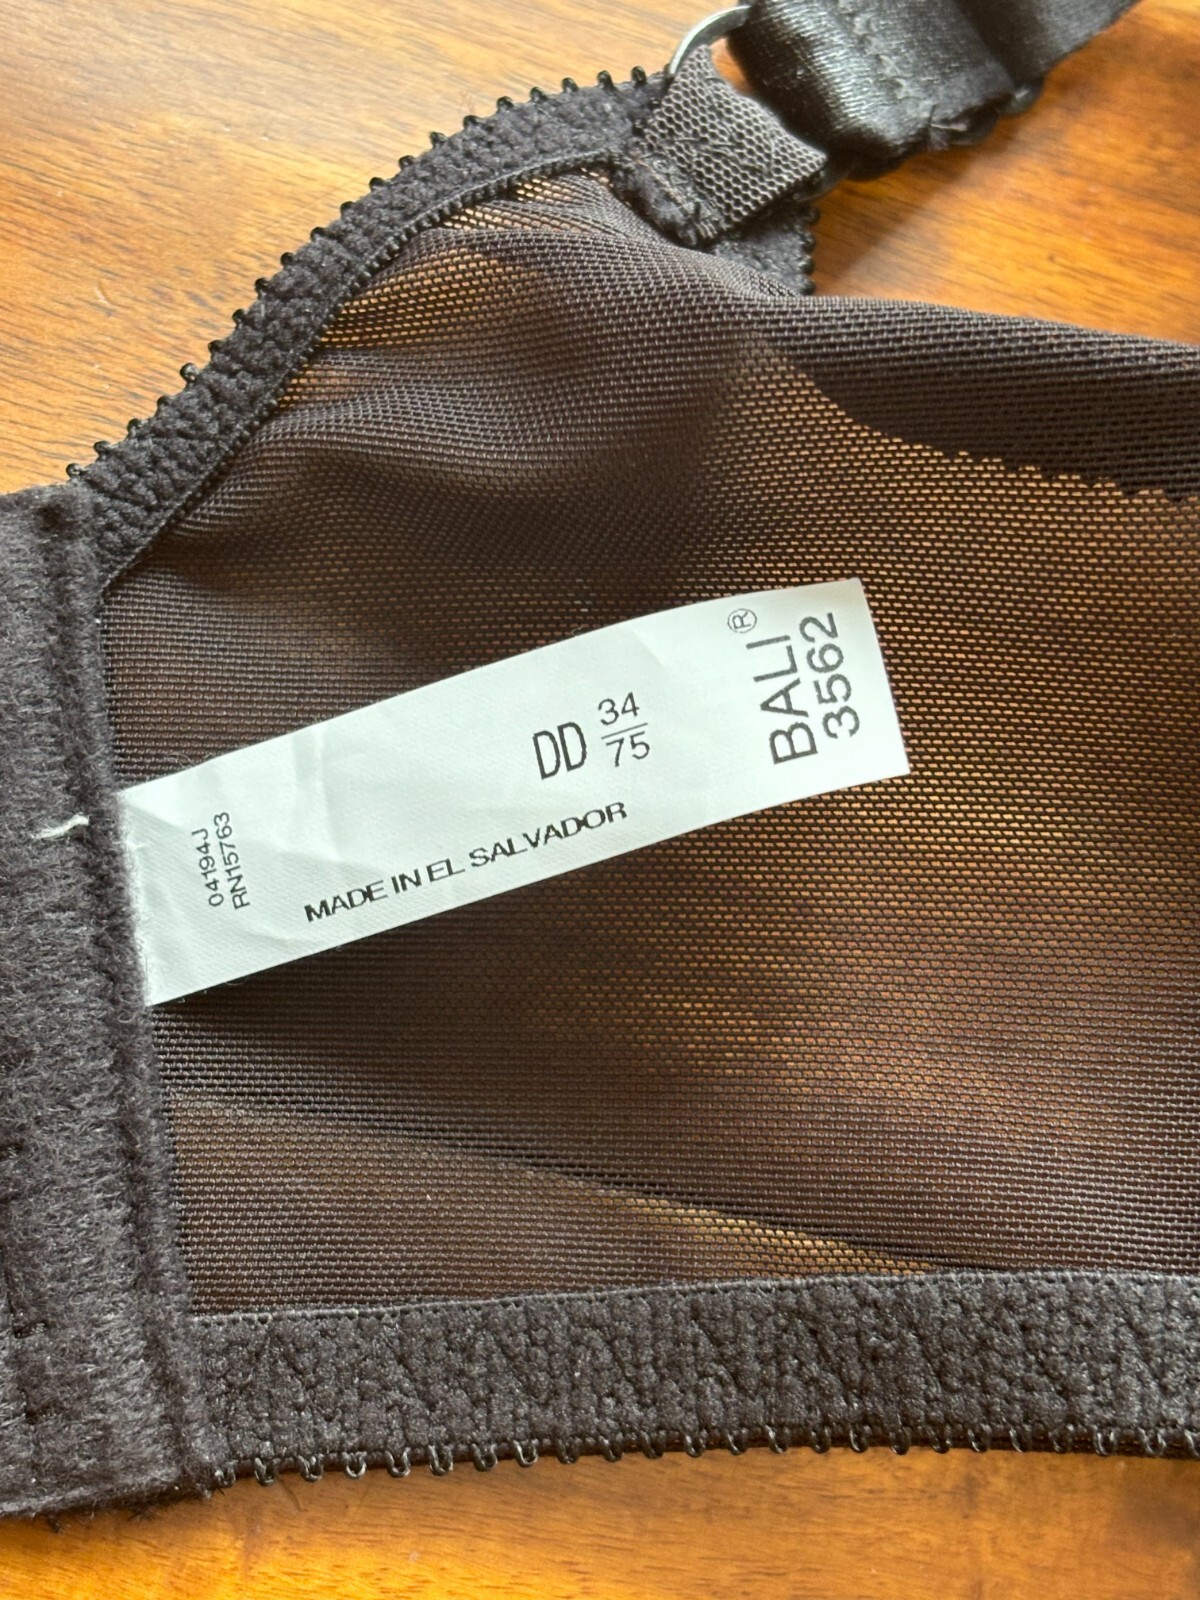 BALI®
3562
DD 34/75
MADE IN EL SALVADOR
04194J
RN15763